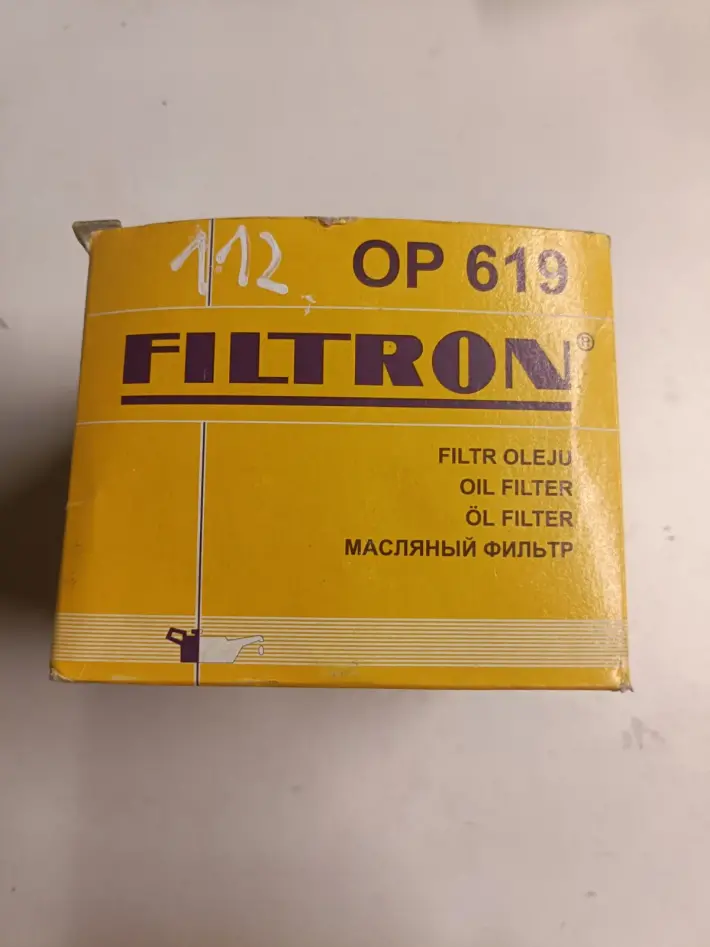 112 OP 619
FILTRON®
FILTR OLEJU
OIL FILTER
ÖL FILTER
МАСЛЯНЫЙ ФИЛЬТР